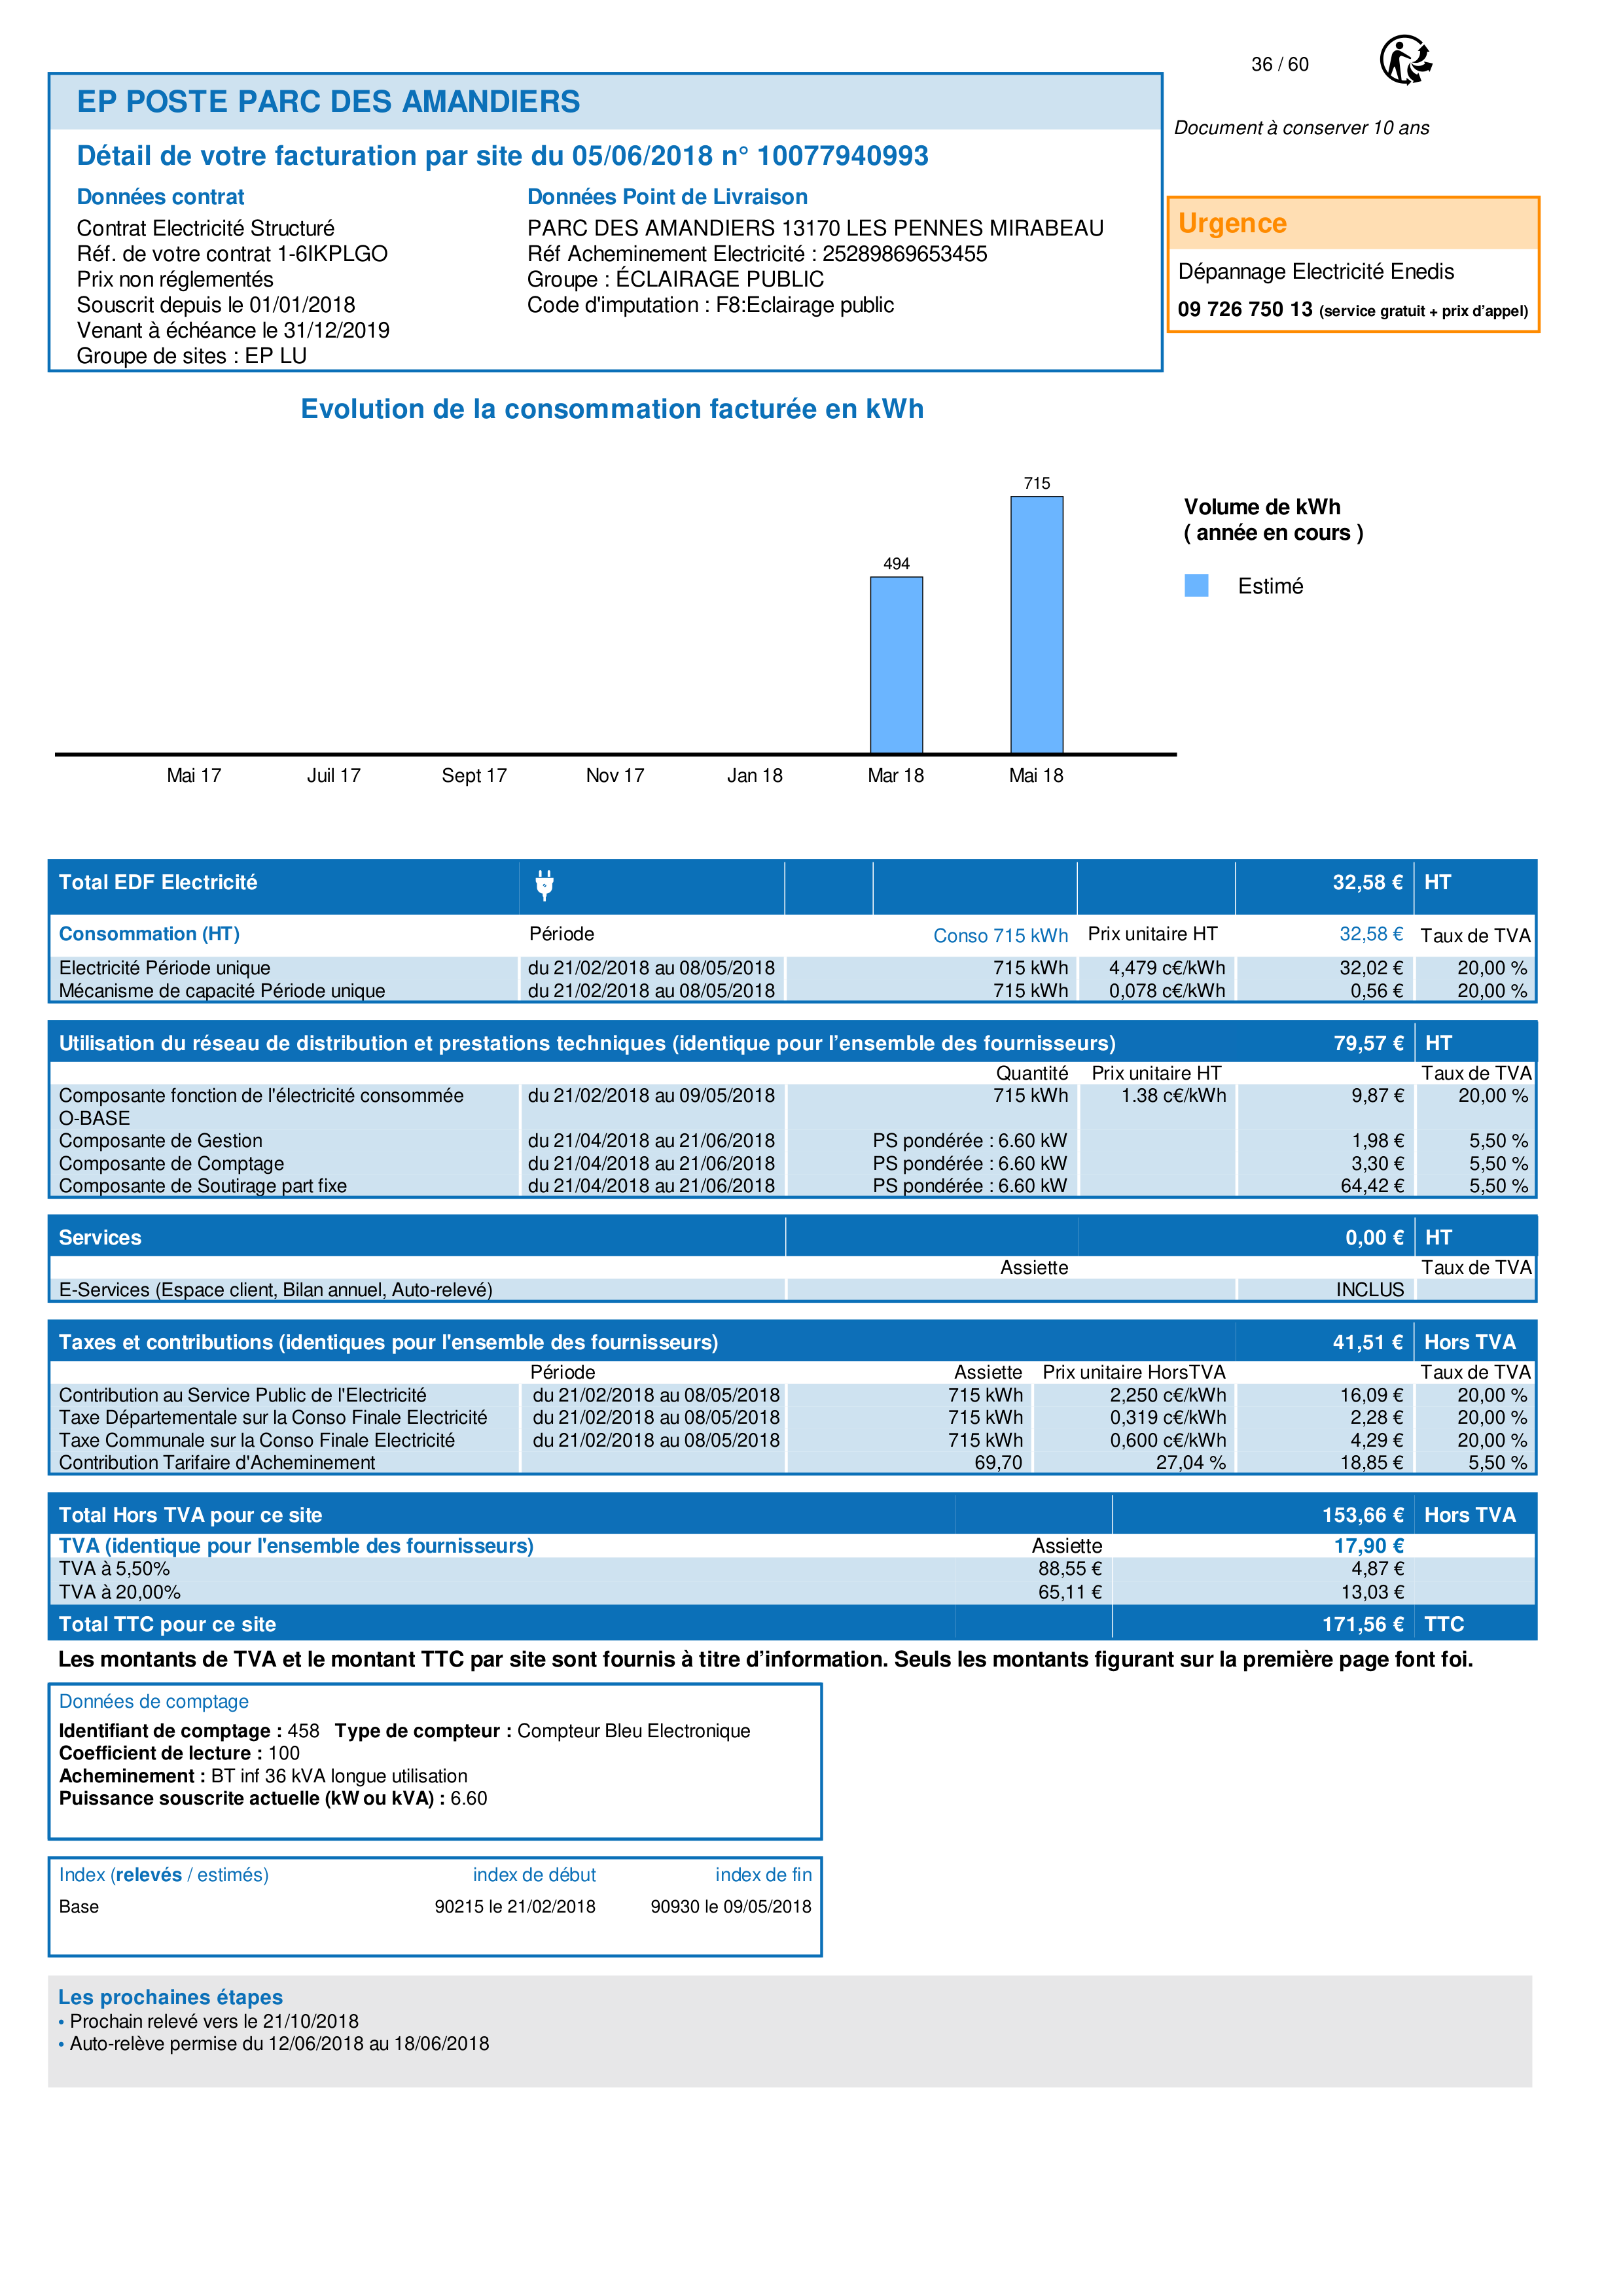 36 / 60
EP POSTE PARC DES AMANDIERS
Document à conserver 10 ans
Détail de votre facturation par site du 05/06/2018 n° 10077940993
Données contrat
Contrat Electricité Structuré
Réf. de votre contrat 1-6IKPLGO
Prix non réglementés
Souscrit depuis le 01/01/2018
Venant à échéance le 31/12/2019
Groupe de sites : EP LU
Données Point de Livraison
PARC DES AMANDIERS 13170 LES PENNES MIRABEAU
Réf Acheminement Electricité : 25289869653455
Groupe : ÉCLAIRAGE PUBLIC
Code d'imputation : F8:Eclairage public
Urgence
Dépannage Electricité Enedis
09 726 750 13 (service gratuit + prix d’appel)
Evolution de la consommation facturée en kWh
715
494
Volume de kWh
( année en cours )
Estimé
Mai 17 Juil 17 Sept 17 Nov 17 Jan 18 Mar 18 Mai 18
Total EDF Electricité 32,58 € HT
Consommation (HT) Période Conso 715 kWh Prix unitaire HT 32,58 € Taux de TVA
Electricité Période unique du 21/02/2018 au 08/05/2018 715 kWh 4,479 c€/kWh 32,02 € 20,00 %
Mécanisme de capacité Période unique du 21/02/2018 au 08/05/2018 715 kWh 0,078 c€/kWh 0,56 € 20,00 %
Utilisation du réseau de distribution et prestations techniques (identique pour l’ensemble des fournisseurs) 79,57 € HT
Quantité Prix unitaire HT Taux de TVA
Composante fonction de l'électricité consommée du 21/02/2018 au 09/05/2018 715 kWh 1.38 c€/kWh 9,87 € 20,00 %
O-BASE
Composante de Gestion du 21/04/2018 au 21/06/2018 PS pondérée : 6.60 kW 1,98 € 5,50 %
Composante de Comptage du 21/04/2018 au 21/06/2018 PS pondérée : 6.60 kW 3,30 € 5,50 %
Composante de Soutirage part fixe du 21/04/2018 au 21/06/2018 PS pondérée : 6.60 kW 64,42 € 5,50 %
Services 0,00 € HT
Assiette Taux de TVA
E-Services (Espace client, Bilan annuel, Auto-relevé) INCLUS
Taxes et contributions (identiques pour l'ensemble des fournisseurs) 41,51 € Hors TVA
Période Assiette Prix unitaire HorsTVA Taux de TVA
Contribution au Service Public de l'Electricité du 21/02/2018 au 08/05/2018 715 kWh 2,250 c€/kWh 16,09 € 20,00 %
Taxe Départementale sur la Conso Finale Electricité du 21/02/2018 au 08/05/2018 715 kWh 0,319 c€/kWh 2,28 € 20,00 %
Taxe Communale sur la Conso Finale Electricité du 21/02/2018 au 08/05/2018 715 kWh 0,600 c€/kWh 4,29 € 20,00 %
Contribution Tarifaire d'Acheminement 69,70 27,04 % 18,85 € 5,50 %
Total Hors TVA pour ce site 153,66 € Hors TVA
TVA (identique pour l'ensemble des fournisseurs) Assiette 17,90 €
TVA à 5,50% 88,55 € 4,87 €
TVA à 20,00% 65,11 € 13,03 €
Total TTC pour ce site 171,56 € TTC
Les montants de TVA et le montant TTC par site sont fournis à titre d’information. Seuls les montants figurant sur la première page font foi.
Données de comptage
Identifiant de comptage : 458 Type de compteur : Compteur Bleu Electronique
Coefficient de lecture : 100
Acheminement : BT inf 36 kVA longue utilisation
Puissance souscrite actuelle (kW ou kVA) : 6.60
Index (relevés / estimés) index de début index de fin
Base 90215 le 21/02/2018 90930 le 09/05/2018
Les prochaines étapes
• Prochain relevé vers le 21/10/2018
• Auto-relève permise du 12/06/2018 au 18/06/2018